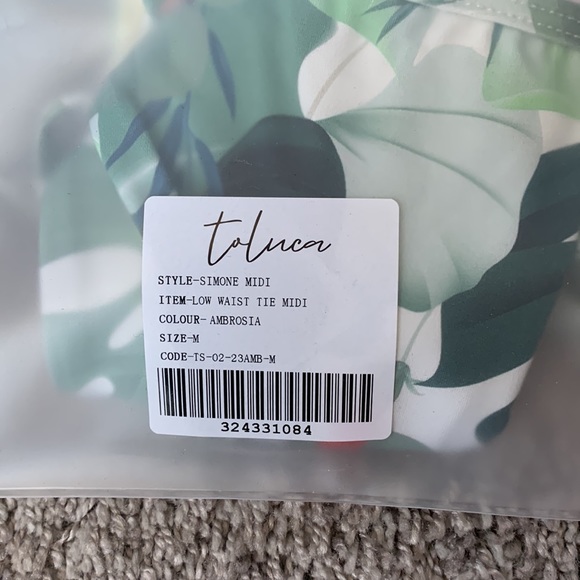 toluca
STYLE-SIMONE MIDI
ITEM-LOW WAIST TIE MIDI
COLOUR- AMBROSIA
SIZE-M
CODE-TS-02-23AMB-M
324331084